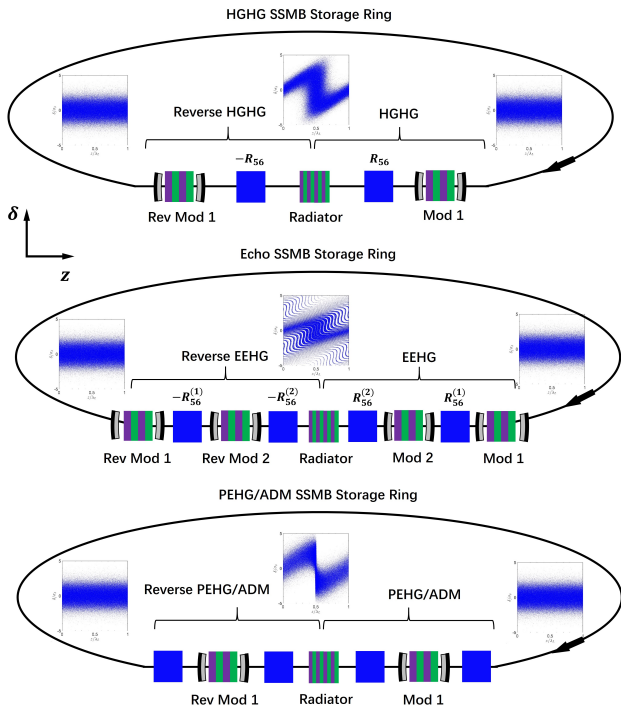 HGHG SSMB Storage Ring
Reverse HGHG
HGHG
−R₅₆
R₅₆
Rev Mod 1
Radiator
Mod 1
δ
z
Echo SSMB Storage Ring
Reverse EEHG
EEHG
−R₅₆⁽¹⁾
−R₅₆⁽²⁾
R₅₆⁽²⁾
R₅₆⁽¹⁾
Rev Mod 1
Rev Mod 2
Radiator
Mod 2
Mod 1
PEHG/ADM SSMB Storage Ring
Reverse PEHG/ADM
PEHG/ADM
Rev Mod 1
Radiator
Mod 1